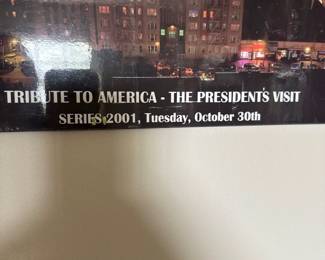 TRIBUTE TO AMERICA - THE PRESIDENT'S VISIT
SERIES 2001, Tuesday, October 30th